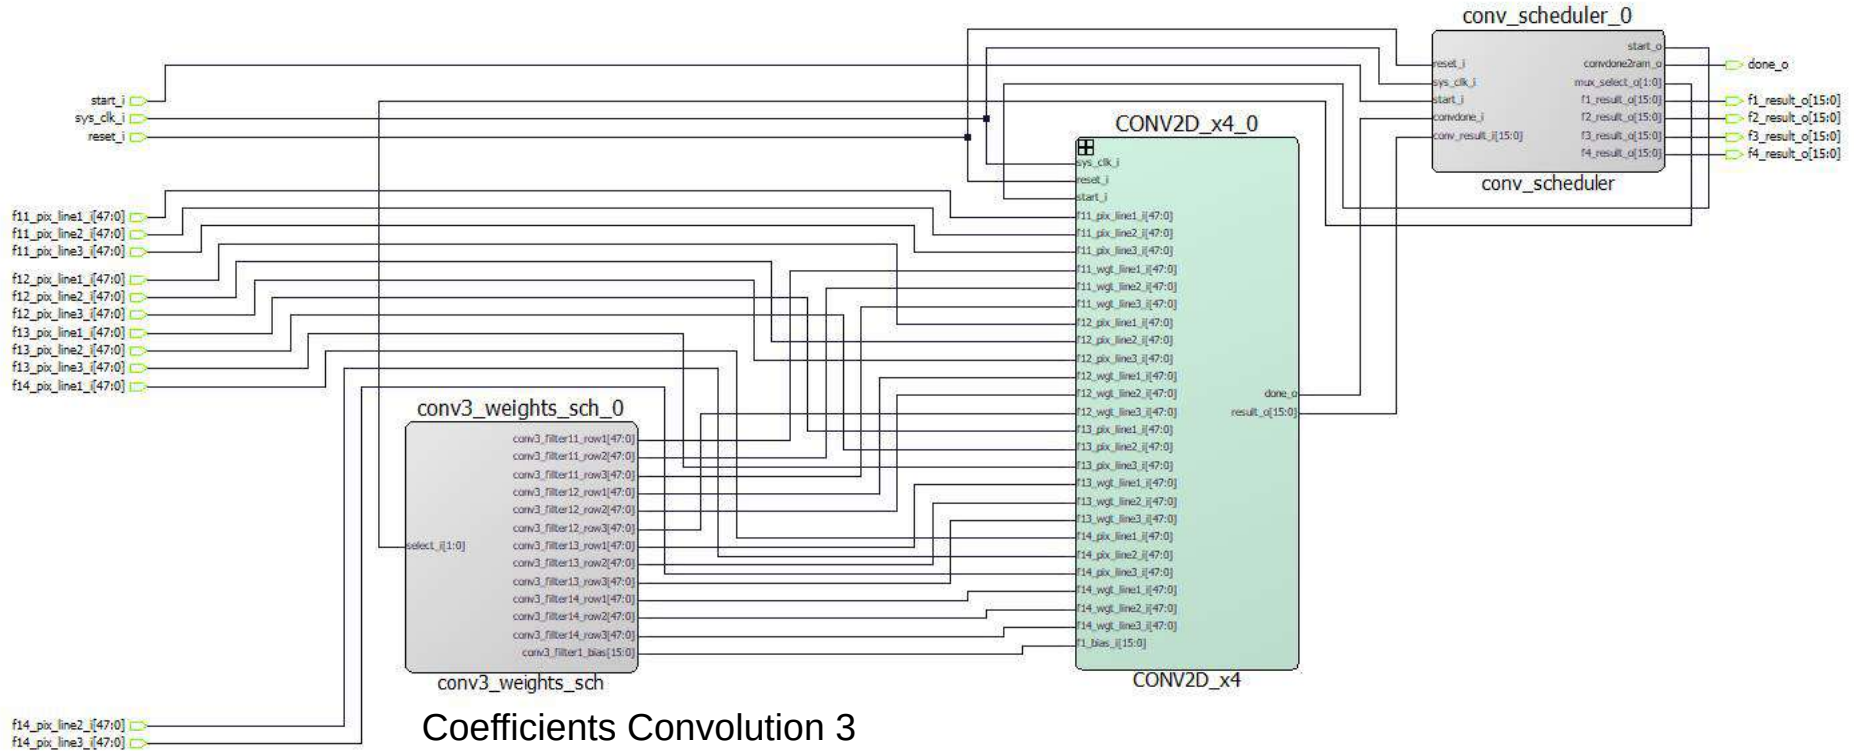 conv_scheduler_0
start_o
reset_i
convdone2ram_o
done_o
sys_clk_i
mux_select_o[1:0]
start_i
f1_result_o[15:0]
f1_result_o[15:0]
convdone_i
f2_result_o[15:0]
f2_result_o[15:0]
conv_result_i[15:0]
f3_result_o[15:0]
f3_result_o[15:0]
f4_result_o[15:0]
f4_result_o[15:0]
conv_scheduler
start_i
sys_clk_i
reset_i
f11_pix_line1_i[47:0]
f11_pix_line2_i[47:0]
f11_pix_line3_i[47:0]
f12_pix_line1_i[47:0]
f12_pix_line2_i[47:0]
f12_pix_line3_i[47:0]
f13_pix_line1_i[47:0]
f13_pix_line2_i[47:0]
f13_pix_line3_i[47:0]
f14_pix_line1_i[47:0]
CONV2D_x4_0
sys_clk_i
reset_i
start_i
f11_pix_line1_i[47:0]
f11_pix_line2_i[47:0]
f11_pix_line3_i[47:0]
f11_wgt_line1_i[47:0]
f11_wgt_line2_i[47:0]
f11_wgt_line3_i[47:0]
f12_pix_line1_i[47:0]
f12_pix_line2_i[47:0]
f12_pix_line3_i[47:0]
f12_wgt_line1_i[47:0]
f12_wgt_line2_i[47:0]
f12_wgt_line3_i[47:0]
f13_pix_line1_i[47:0]
f13_pix_line2_i[47:0]
f13_pix_line3_i[47:0]
f13_wgt_line1_i[47:0]
f13_wgt_line2_i[47:0]
f13_wgt_line3_i[47:0]
f14_pix_line1_i[47:0]
f14_pix_line2_i[47:0]
f14_pix_line3_i[47:0]
f14_wgt_line1_i[47:0]
f14_wgt_line2_i[47:0]
f14_wgt_line3_i[47:0]
f1_bias_i[15:0]
done_o
result_o[15:0]
CONV2D_x4
conv3_weights_sch_0
conv3_filter11_row1[47:0]
conv3_filter11_row2[47:0]
conv3_filter11_row3[47:0]
conv3_filter12_row1[47:0]
conv3_filter12_row2[47:0]
conv3_filter12_row3[47:0]
select_i[1:0]
conv3_filter13_row1[47:0]
conv3_filter13_row2[47:0]
conv3_filter13_row3[47:0]
conv3_filter14_row1[47:0]
conv3_filter14_row2[47:0]
conv3_filter14_row3[47:0]
conv3_filter1_bias[15:0]
conv3_weights_sch
f14_pix_line2_i[47:0]
f14_pix_line3_i[47:0]
Coefficients Convolution 3